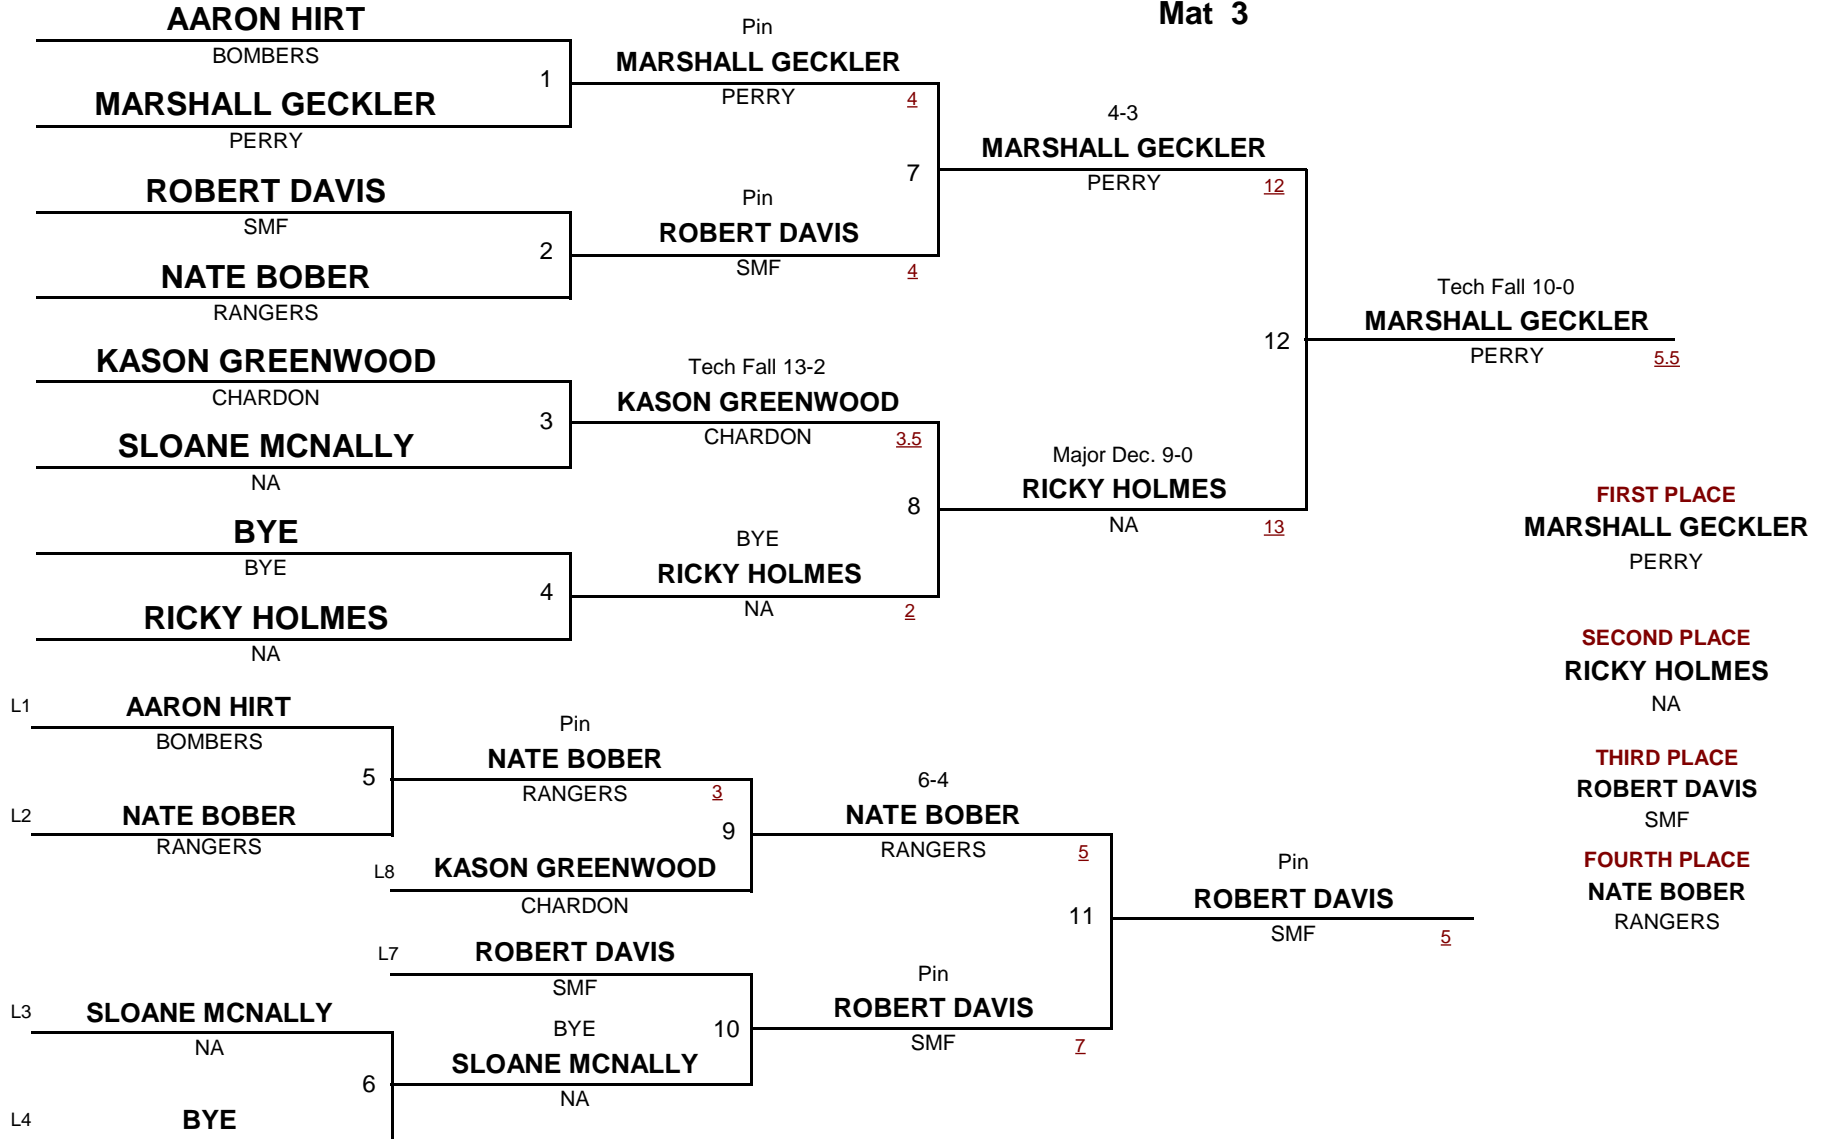 Mat 3
AARON HIRT
BOMBERS
1
MARSHALL GECKLER
PERRY
ROBERT DAVIS
SMF
2
NATE BOBER
RANGERS
KASON GREENWOOD
CHARDON
3
SLOANE MCNALLY
NA
BYE
BYE
4
RICKY HOLMES
NA
Pin
MARSHALL GECKLER
PERRY
4
7
Pin
ROBERT DAVIS
SMF
4
Tech Fall 13-2
KASON GREENWOOD
CHARDON
3.5
8
BYE
RICKY HOLMES
NA
2
4-3
MARSHALL GECKLER
PERRY
12
12
Major Dec. 9-0
RICKY HOLMES
NA
13
Tech Fall 10-0
MARSHALL GECKLER
PERRY
5.5
FIRST PLACE
MARSHALL GECKLER
PERRY
SECOND PLACE
RICKY HOLMES
NA
THIRD PLACE
ROBERT DAVIS
SMF
FOURTH PLACE
NATE BOBER
RANGERS
L1
AARON HIRT
BOMBERS
5
L2
NATE BOBER
RANGERS
L3
SLOANE MCNALLY
NA
6
L4
BYE
Pin
NATE BOBER
RANGERS
3
9
L8
KASON GREENWOOD
CHARDON
L7
ROBERT DAVIS
SMF
10
BYE
SLOANE MCNALLY
NA
6-4
NATE BOBER
RANGERS
5
11
Pin
ROBERT DAVIS
SMF
7
Pin
ROBERT DAVIS
SMF
5